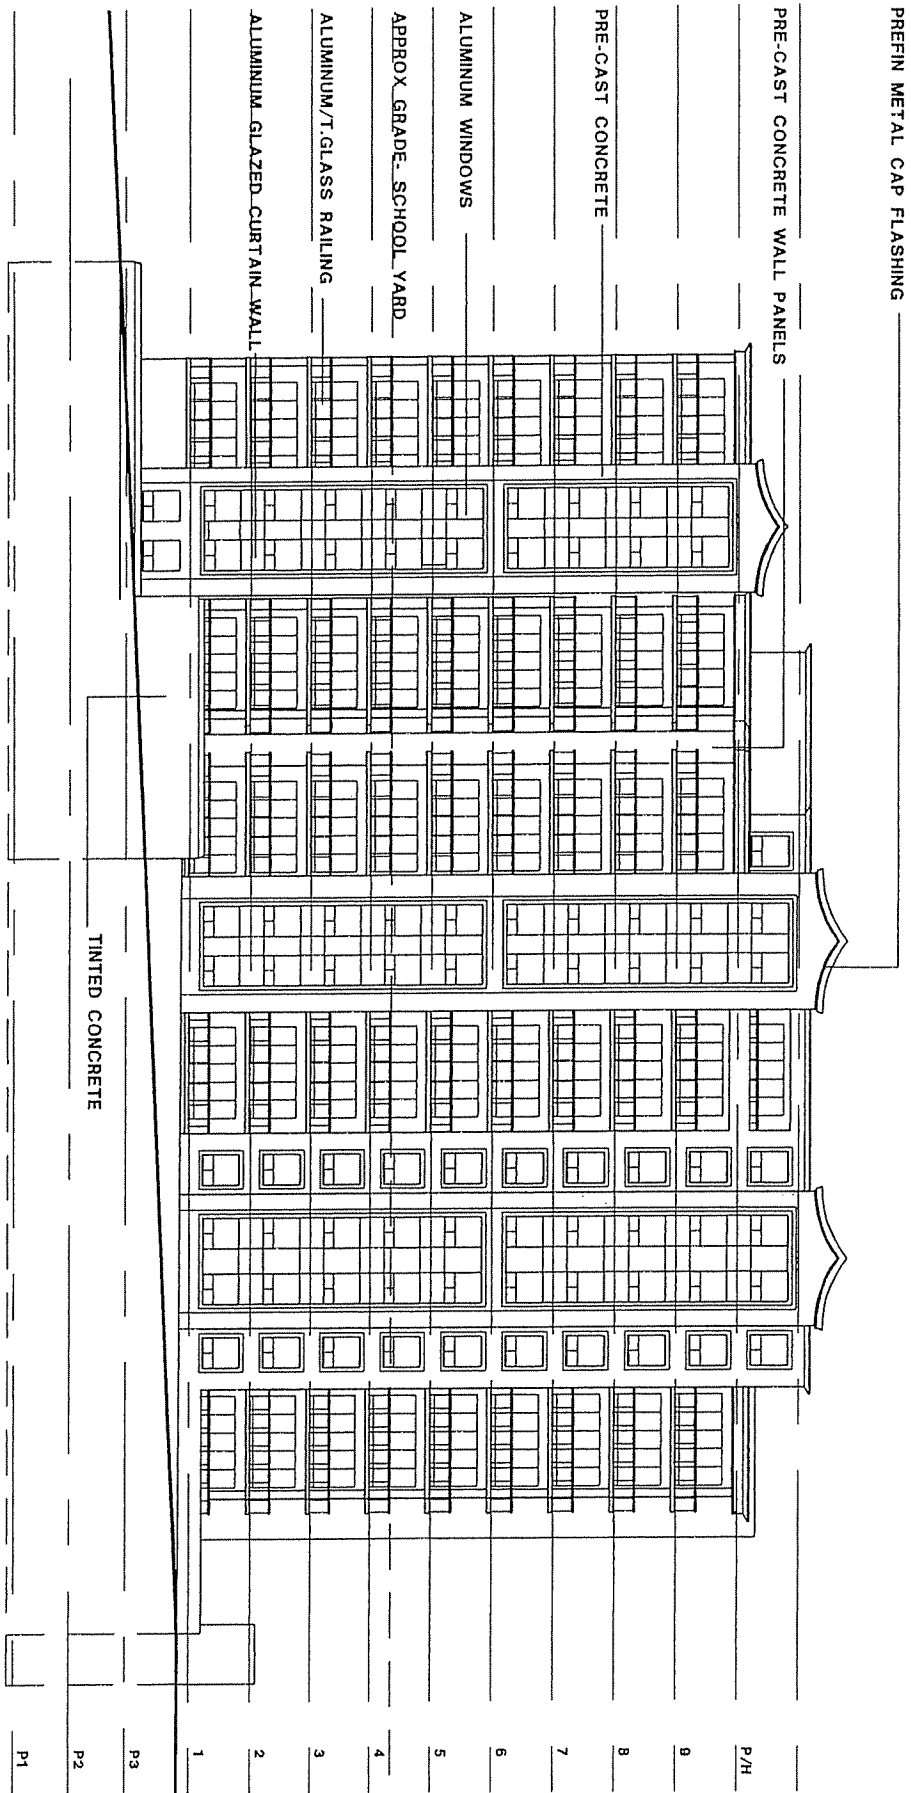 PREFIN METAL CAP FLASHING
PRE-CAST CONCRETE WALL PANELS
PRE-CAST CONCRETE
ALUMINUM WINDOWS
APPROX GRADE- SCHOOL YARD
ALUMINUM/T.GLASS RAILING
ALUMINUM GLAZED CURTAIN WALL
TINTED CONCRETE
P/H
9
8
7
6
5
4
3
2
1
P3
P2
P1